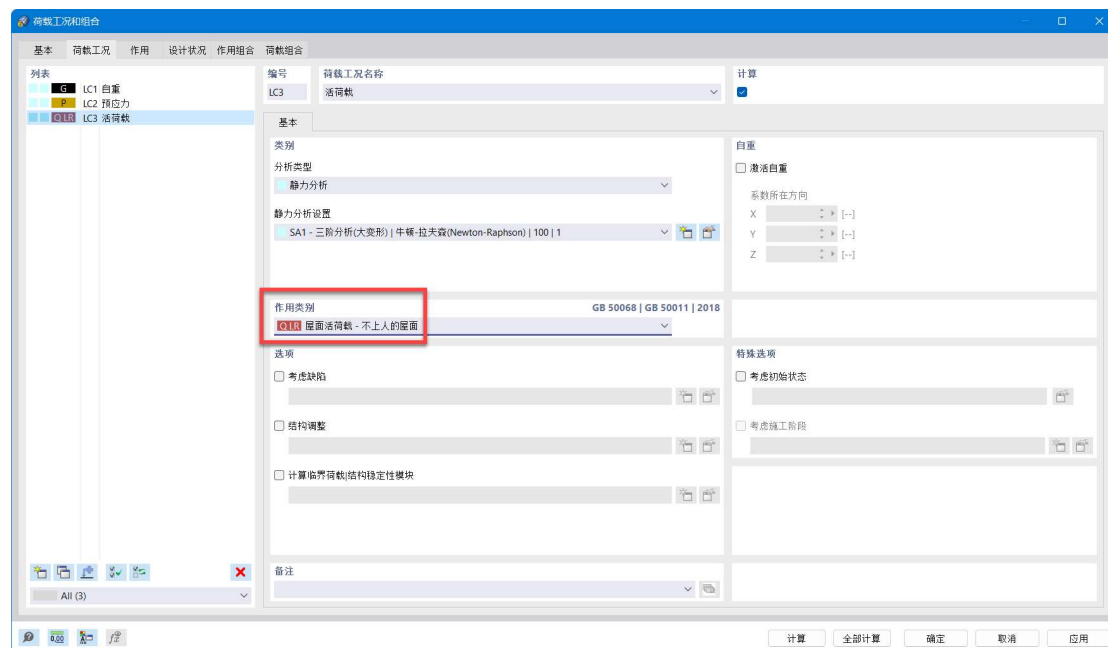 荷载工况和组合
基本 荷载工况 作用 设计状况 作用组合 荷载组合
列表
G LC1 自重
P LC2 预应力
Q LR LC3 活荷载
All (3)
编号 荷载工况名称
LC3 活荷载
计算
基本
类别
分析类型
静力分析
静力分析设置
SA1 - 三阶分析(大变形) | 牛顿-拉夫森(Newton-Raphson) | 100 | 1
自重
激活自重
系数所在方向
X [--]
Y [--]
Z [--]
作用类别 GB 50068 | GB 50011 | 2018
Q LR 屋面活荷载 - 不上人的屋面
选项
考虑缺陷
结构调整
计算临界荷载|结构稳定性模块
特殊选项
考虑初始状态
考虑施工阶段
备注
0,00
计算 全部计算 确定 取消 应用